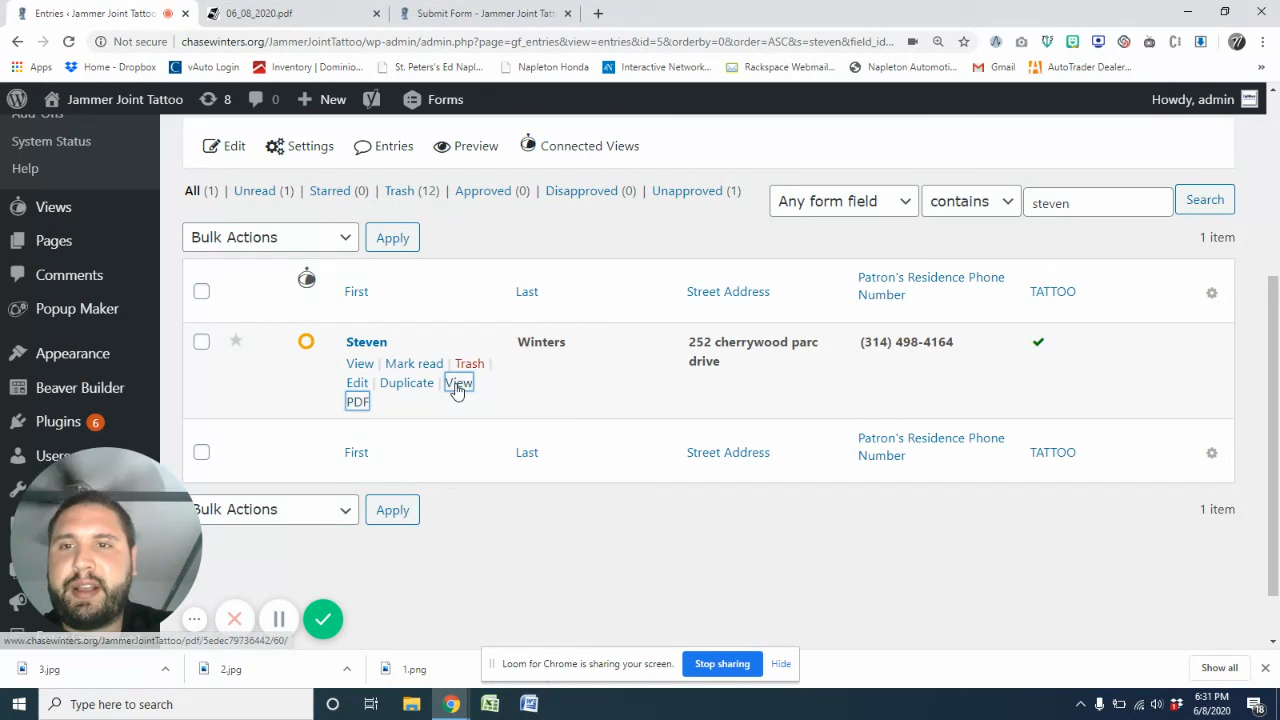 Entries ‹ Jammer Joint Tattoo
06_08_2020.pdf
Submit Form - Jammer Joint Tatt
Not secure | chasewinters.org/JammerJointTattoo/wp-admin/admin.php?page=gf_entries&view=entries&id=5&orderby=0&order=ASC&s=steven&field_id...
Apps
Home - Dropbox
vAuto Login
Inventory | Dominio...
St. Peter's Ed Napl...
Napleton Honda
Interactive Network...
Rackspace Webmail...
Napleton Automoti...
Gmail
AutoTrader Dealer...
Jammer Joint Tattoo 8 0 New Forms Howdy, admin
Add-Ons
System Status
Help
Views
Pages
Comments
Popup Maker
Appearance
Beaver Builder
Plugins 6
Users
Edit Settings Entries Preview Connected Views
All (1) | Unread (1) | Starred (0) | Trash (12) | Approved (0) | Disapproved (0) | Unapproved (1)
Any form field contains steven Search
Bulk Actions Apply 1 item
First Last Street Address Patron's Residence Phone Number TATTOO
Steven Winters 252 cherrywood parc drive (314) 498-4164
View | Mark read | Trash |
Edit | Duplicate | View
PDF
First Last Street Address Patron's Residence Phone Number TATTOO
Bulk Actions Apply 1 item
www.chasewinters.org/JammerJointTattoo/pdf/5edec79736442/60/
3.jpg
2.jpg
1.png
Loom for Chrome is sharing your screen. Stop sharing Hide
Show all
Type here to search
6:31 PM
6/8/2020
18